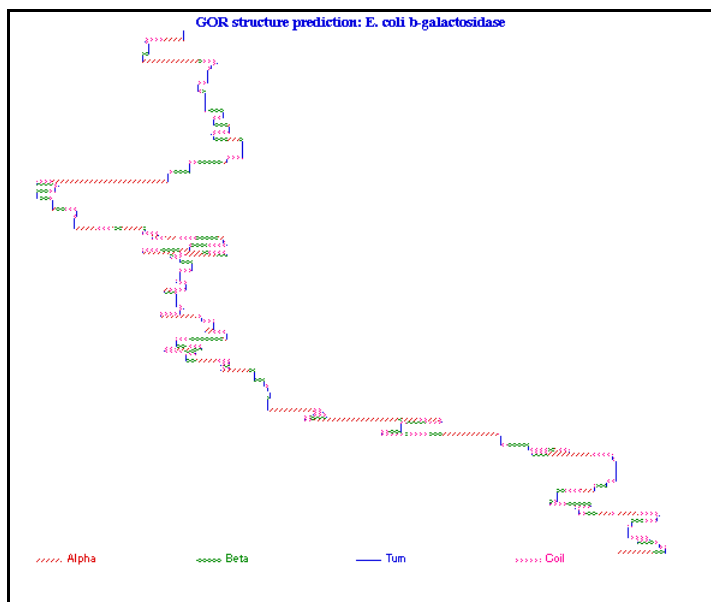 GOR structure prediction: E. coli b-galactosidase
Alpha Beta Turn Coil